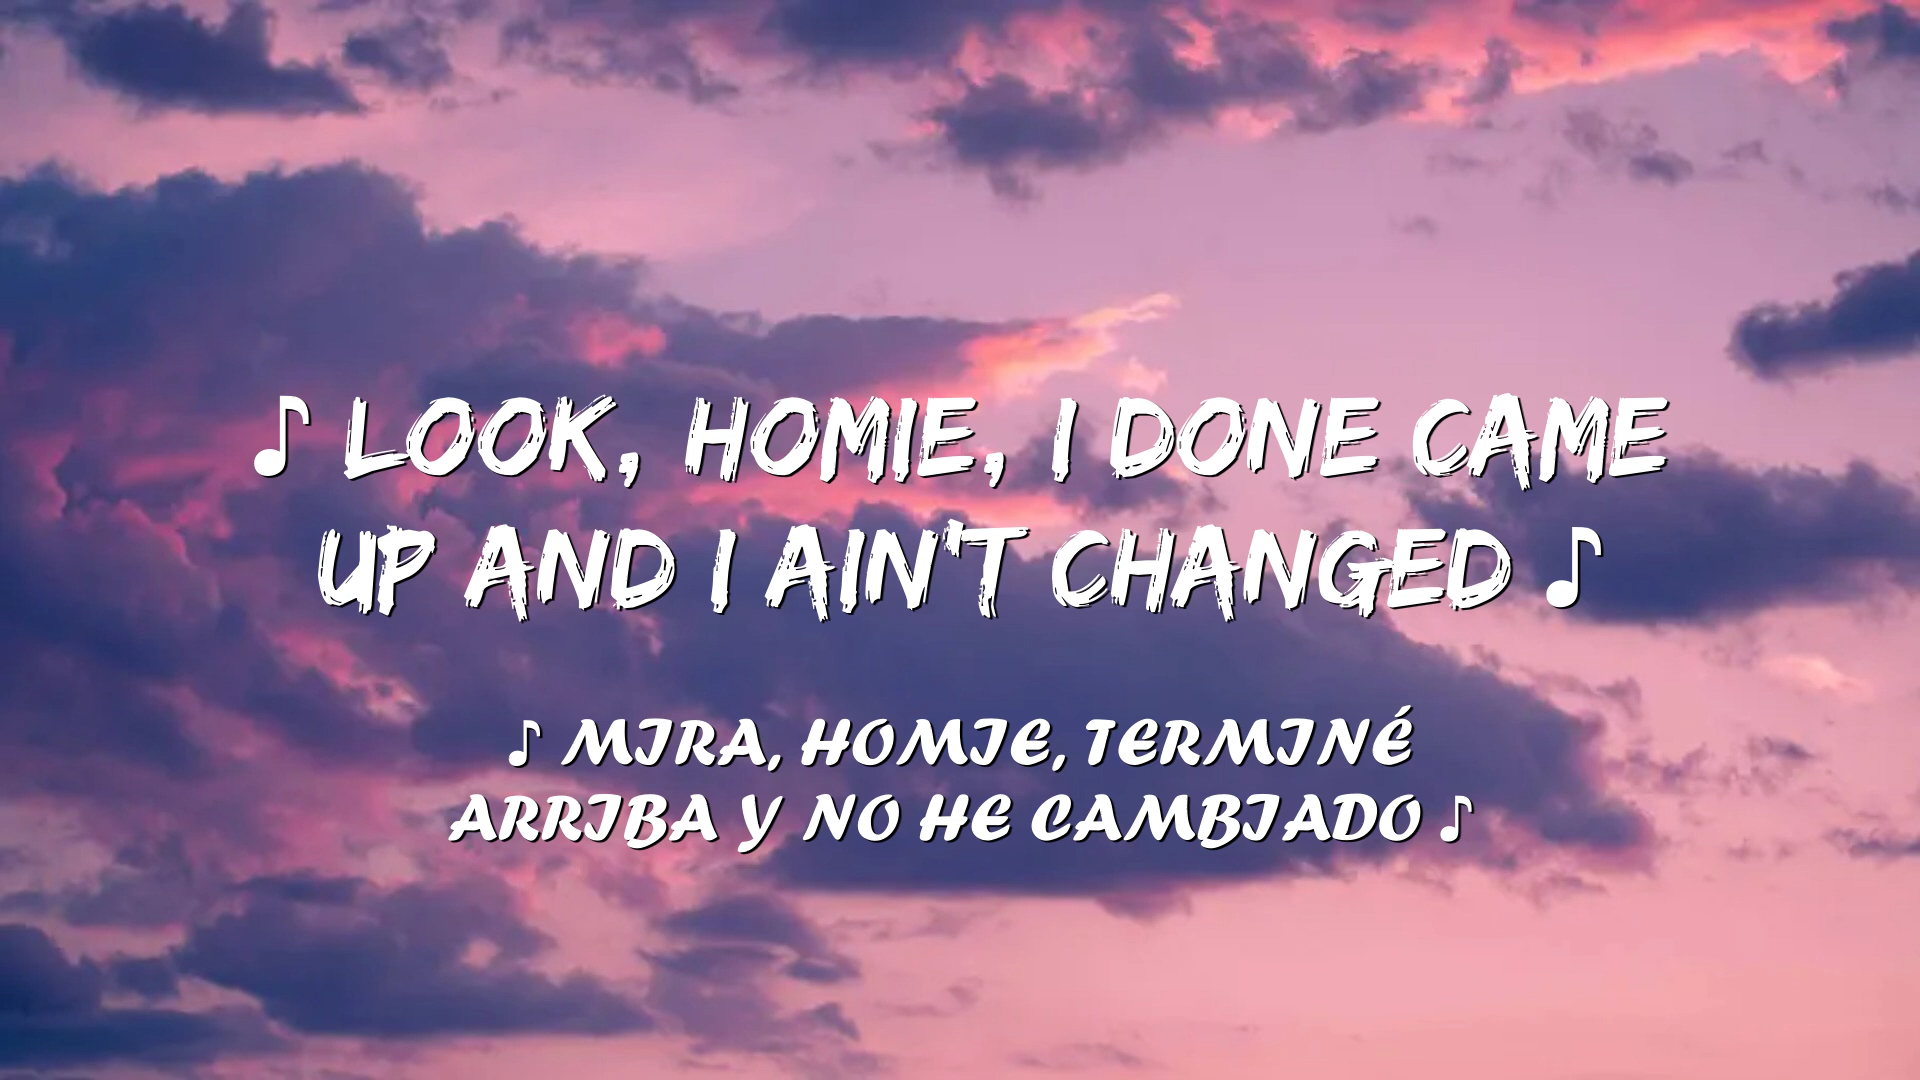 ♪ LOOK, HOMIE, I DONE CAME
UP AND I AIN'T CHANGED ♪
♪ MIRA, HOMIE, TERMINÉ
ARRIBA Y NO HE CAMBIADO ♪